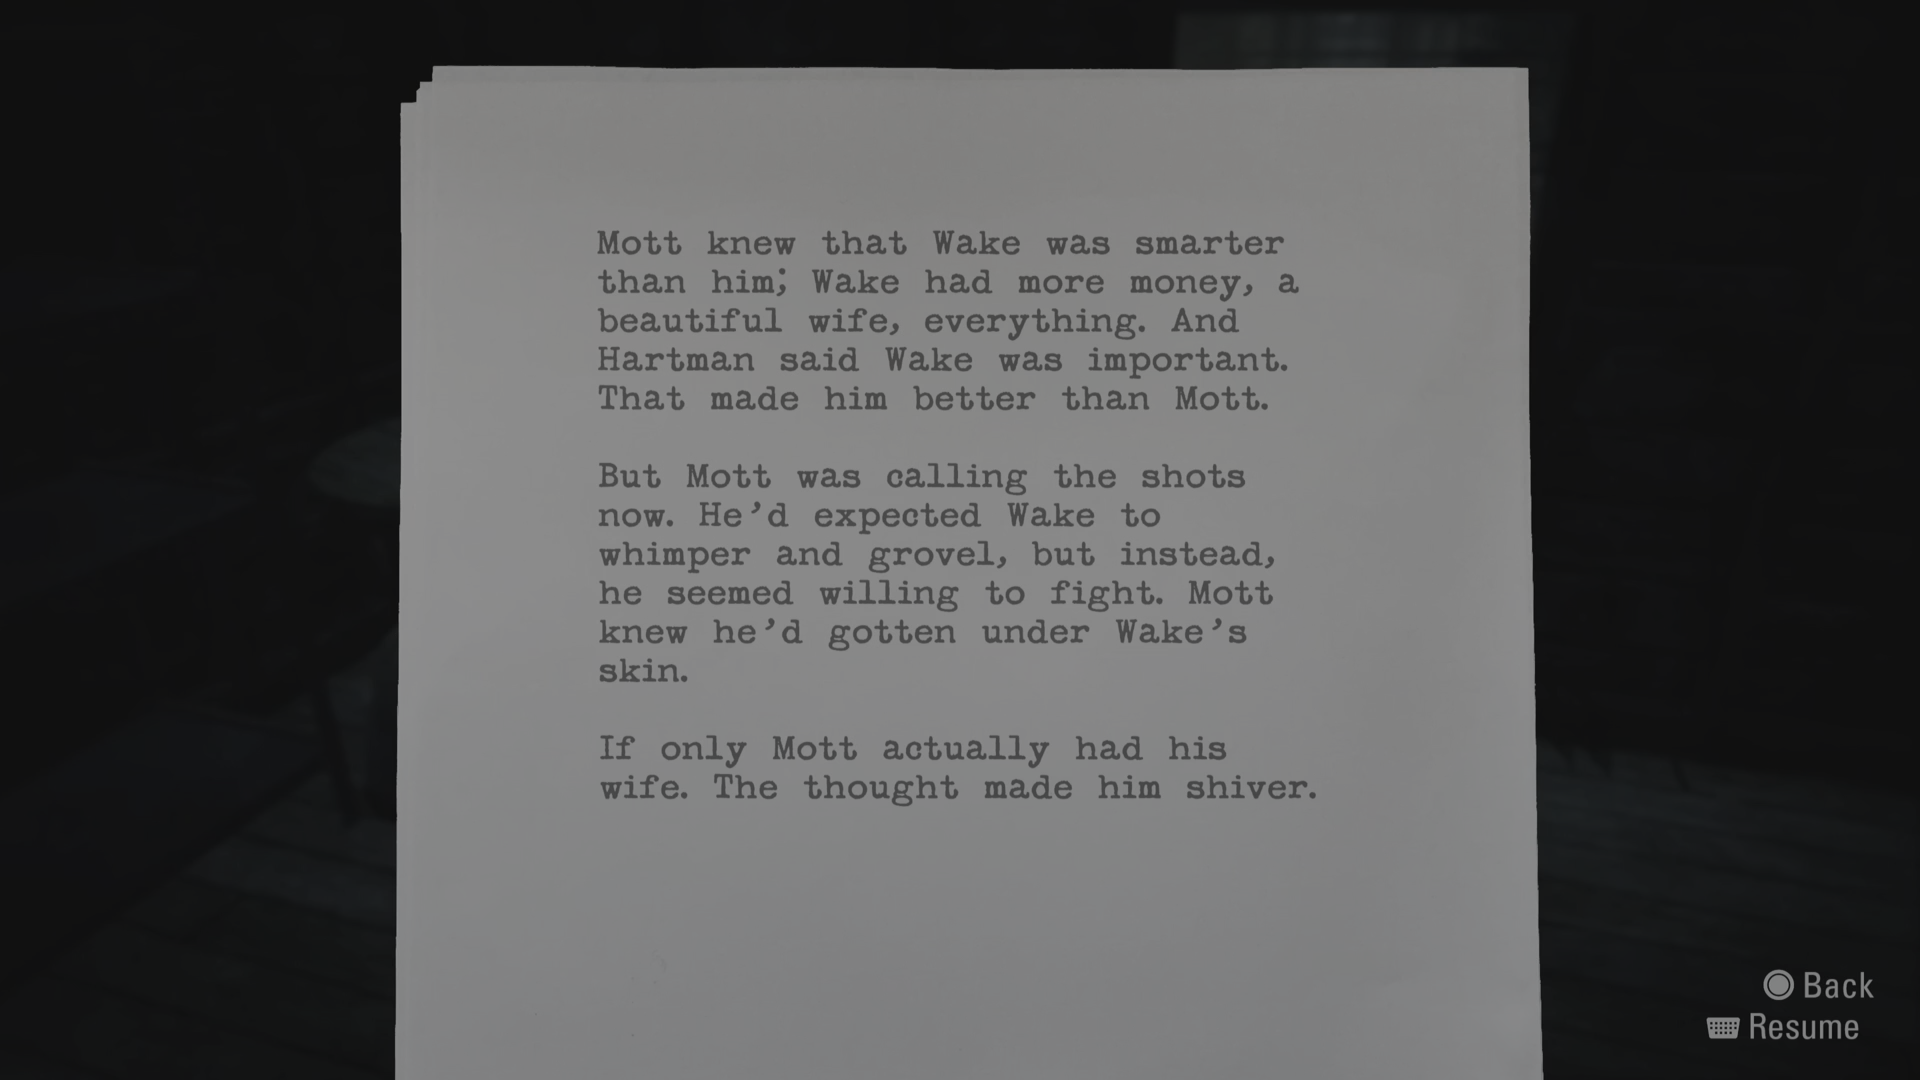 Mott knew that Wake was smarter
than him; Wake had more money, a
beautiful wife, everything. And
Hartman said Wake was important.
That made him better than Mott.
But Mott was calling the shots
now. He’d expected Wake to
whimper and grovel, but instead,
he seemed willing to fight. Mott
knew he’d gotten under Wake’s
skin.
If only Mott actually had his
wife. The thought made him shiver.
Back
Resume